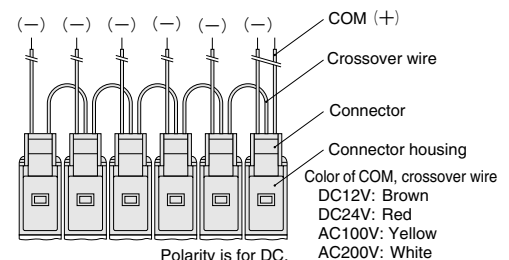 (—) (—) (—) (—) (—) (—)
COM (+)
Crossover wire
Connector
Connector housing
Color of COM, crossover wire
DC12V: Brown
DC24V: Red
AC100V: Yellow
AC200V: White
Polarity is for DC.